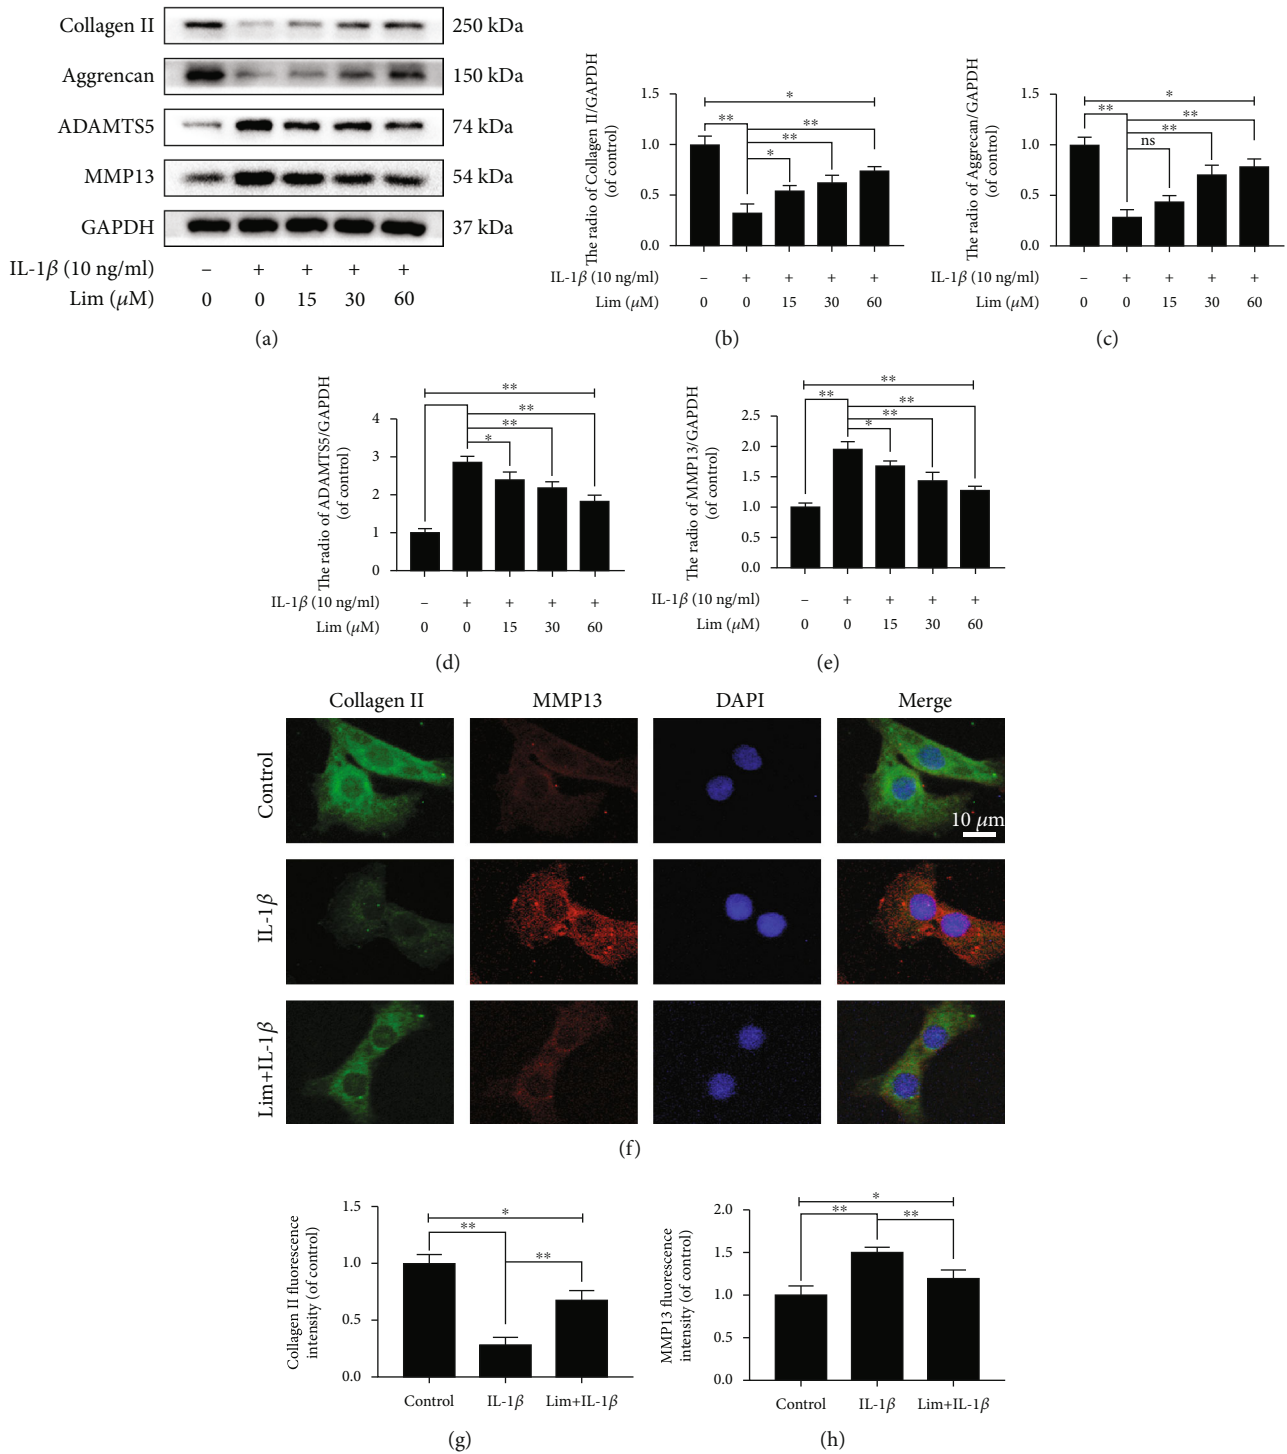 Collagen II 250 kDa
Aggrencan 150 kDa
ADAMTS5 74 kDa
MMP13 54 kDa
GAPDH 37 kDa
IL-1β (10 ng/ml) – + + + +
Lim (μM) 0 0 15 30 60
(a)
The radio of Collagen II/GAPDH
(of control)
1.5
1.0
0.5
0.0
*
**
**
**
*
IL-1β (10 ng/ml) – + + + +
Lim (μM) 0 0 15 30 60
(b)
The radio of Aggrecan/GAPDH
(of control)
1.5
1.0
0.5
0.0
*
**
**
**
ns
IL-1β (10 ng/ml) – + + + +
Lim (μM) 0 0 15 30 60
(c)
The radio of ADAMTS5/GAPDH
(of control)
4
3
2
1
0
**
**
**
*
IL-1β (10 ng/ml) – + + + +
Lim (μM) 0 0 15 30 60
(d)
The radio of MMP13/GAPDH
(of control)
2.5
2.0
1.5
1.0
0.5
0.0
**
**
**
**
*
IL-1β (10 ng/ml) – + + + +
Lim (μM) 0 0 15 30 60
(e)
Collagen II MMP13 DAPI Merge
Control
10 μm
IL-1β
Lim+IL-1β
(f)
Collagen II fluorescence
intensity (of control)
1.5
1.0
0.5
0.0
*
**
**
Control IL-1β Lim+IL-1β
(g)
MMP13 fluorescence
intensity (of control)
2.0
1.5
1.0
0.5
0.0
*
**
**
Control IL-1β Lim+IL-1β
(h)